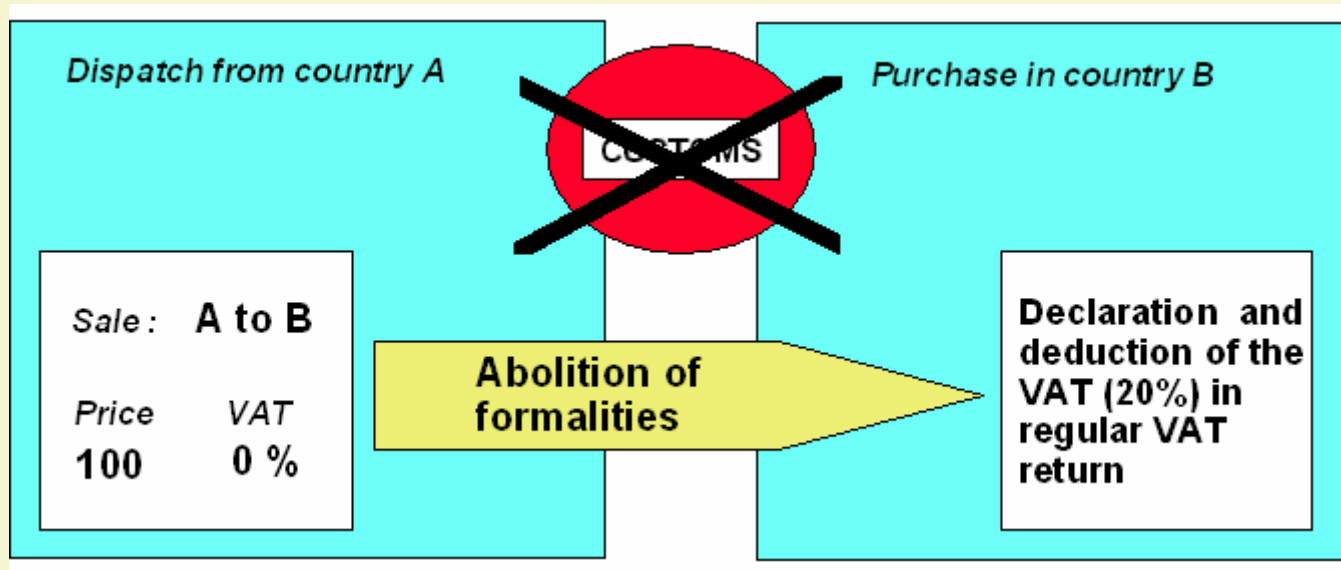 Dispatch from country A
CUSTOMS
Purchase in country B
Sale : A to B
Price VAT
100 0 %
Abolition of
formalities
Declaration and
deduction of the
VAT (20%) in
regular VAT
return